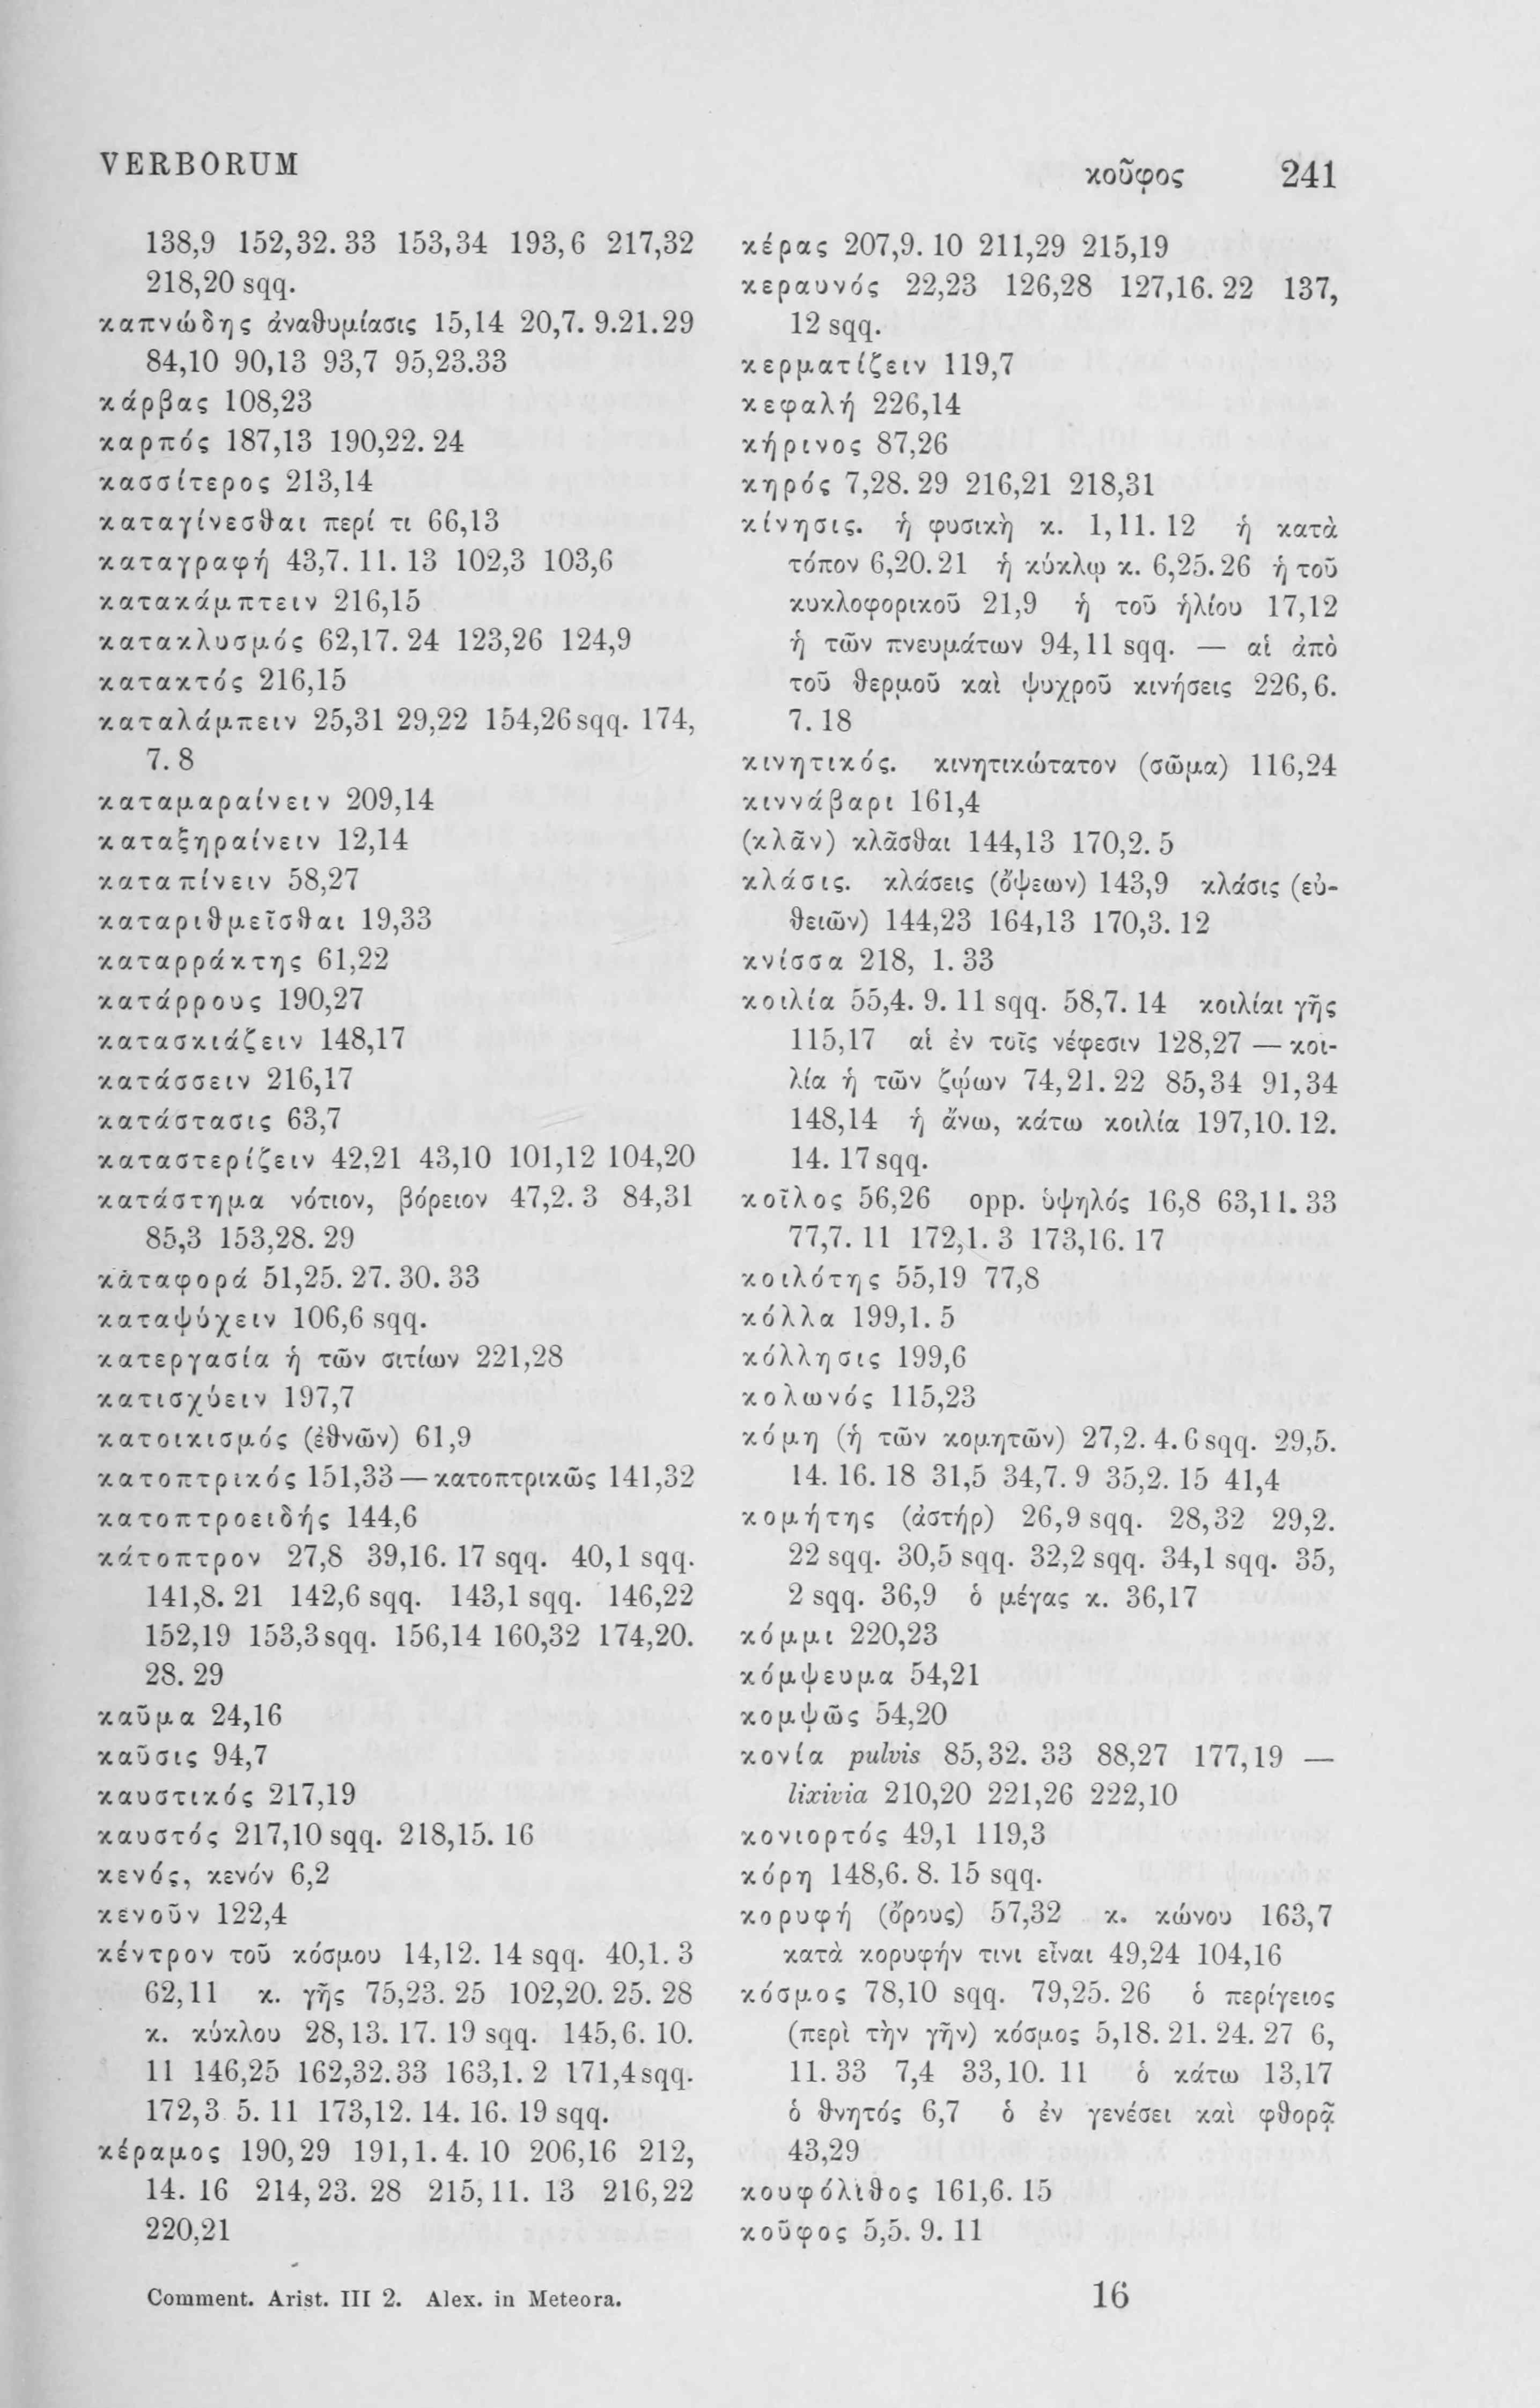 VERBORUM
κοῦφος 241
138,9 152,32. 33 153,34 193,6 217,32
218,20 sqq.
καπνώδης ἀναθυμίασις 15,14 20,7. 9.21.29
84,10 90,13 93,7 95,23.33
κάρβας 108,23
καρπός 187,13 190,22. 24
κασσίτερος 213,14
καταγίνεσθαι περί τι 66,13
καταγραφή 43,7. 11. 13 102,3 103,6
κατακάμπτειν 216,15
κατακλυσμός 62,17. 24 123,26 124,9
κατακτός 216,15
καταλάμπειν 25,31 29,22 154,26 sqq. 174,
7. 8
καταμαραίνειν 209,14
καταξηραίνειν 12,14
καταπίνειν 58,27
καταριθμεῖσθαι 19,33
καταρράκτης 61,22
κατάρρους 190,27
κατασκιάζειν 148,17
κατάσσειν 216,17
κατάστασις 63,7
καταστερίζειν 42,21 43,10 101,12 104,20
κατάστημα νότιον, βόρειον 47,2. 3 84,31
85,3 153,28. 29
καταφορά 51,25. 27. 30. 33
καταψύχειν 106,6 sqq.
κατεργασία ἡ τῶν σιτίων 221,28
κατισχύειν 197,7
κατοικισμός (ἐθνῶν) 61,9
κατοπτρικός 151,33 — κατοπτρικῶς 141,32
κατοπτροειδής 144,6
κάτοπτρον 27,8 39,16. 17 sqq. 40,1 sqq.
141,8. 21 142,6 sqq. 143,1 sqq. 146,22
152,19 153,3 sqq. 156,14 160,32 174,20.
28. 29
καῦμα 24,16
καῦσις 94,7
καυστικός 217,19
καυστός 217,10 sqq. 218,15. 16
κενός, κενόν 6,2
κενοῦν 122,4
κέντρον τοῦ κόσμου 14,12. 14 sqq. 40,1. 3
62,11 κ. γῆς 75,23. 25 102,20. 25. 28
κ. κύκλου 28,13. 17. 19 sqq. 145,6. 10.
11 146,25 162,32.33 163,1. 2 171,4 sqq.
172,3 5. 11 173,12. 14. 16. 19 sqq.
κέραμος 190,29 191,1. 4. 10 206,16 212,
14. 16 214,23. 28 215,11. 13 216,22
220,21
κέρας 207,9. 10 211,29 215,19
κεραυνός 22,23 126,28 127,16. 22 137,
12 sqq.
κερματίζειν 119,7
κεφαλή 226,14
κήρινος 87,26
κηρός 7,28. 29 216,21 218,31
κίνησις. ἡ φυσικὴ κ. 1,11. 12 ἡ κατὰ
τόπον 6,20.21 ἡ κύκλῳ κ. 6,25.26 ἡ τοῦ
κυκλοφορικοῦ 21,9 ἡ τοῦ ἡλίου 17,12
ἡ τῶν πνευμάτων 94,11 sqq. — αἱ ἀπὸ
τοῦ θερμοῦ καὶ ψυχροῦ κινήσεις 226,6.
7. 18
κινητικός. κινητικώτατον (σῶμα) 116,24
κιννάβαρι 161,4
(κλᾶν) κλᾶσθαι 144,13 170,2. 5
κλάσις. κλάσεις (ὄψεων) 143,9 κλάσις (εὐ-
θειῶν) 144,23 164,13 170,3. 12
κνίσσα 218, 1. 33
κοιλία 55,4. 9. 11 sqq. 58,7. 14 κοιλίαι γῆς
115,17 αἱ ἐν τοῖς νέφεσιν 128,27 — κοι-
λία ἡ τῶν ζῴων 74,21. 22 85,34 91,34
148,14 ἡ ἄνω, κάτω κοιλία 197,10. 12.
14. 17 sqq.
κοῖλος 56,26 opp. ὑψηλός 16,8 63,11. 33
77,7. 11 172,1. 3 173,16. 17
κοιλότης 55,19 77,8
κόλλα 199,1. 5
κόλλησις 199,6
κολωνός 115,23
κόμη (ἡ τῶν κομητῶν) 27,2. 4. 6 sqq. 29,5.
14. 16. 18 31,5 34,7. 9 35,2. 15 41,4
κομήτης (ἀστήρ) 26,9 sqq. 28,32 29,2.
22 sqq. 30,5 sqq. 32,2 sqq. 34,1 sqq. 35,
2 sqq. 36,9 ὁ μέγας κ. 36,17
κόμμι 220,23
κόμψευμα 54,21
κομψῶς 54,20
κονία pulvis 85,32. 33 88,27 177,19 —
lixivia 210,20 221,26 222,10
κονιορτός 49,1 119,3
κόρη 148,6. 8. 15 sqq.
κορυφή (ὄρους) 57,32 κ. κώνου 163,7
κατὰ κορυφήν τινι εἶναι 49,24 104,16
κόσμος 78,10 sqq. 79,25. 26 ὁ περίγειος
(περὶ τὴν γῆν) κόσμος 5,18. 21. 24. 27 6,
11. 33 7,4 33,10. 11 ὁ κάτω 13,17
ὁ θνητός 6,7 ὁ ἐν γενέσει καὶ φθορᾷ
43,29
κουφόλιθος 161,6. 15
κοῦφος 5,5. 9. 11
Comment. Arist. III 2. Alex. in Meteora.
16